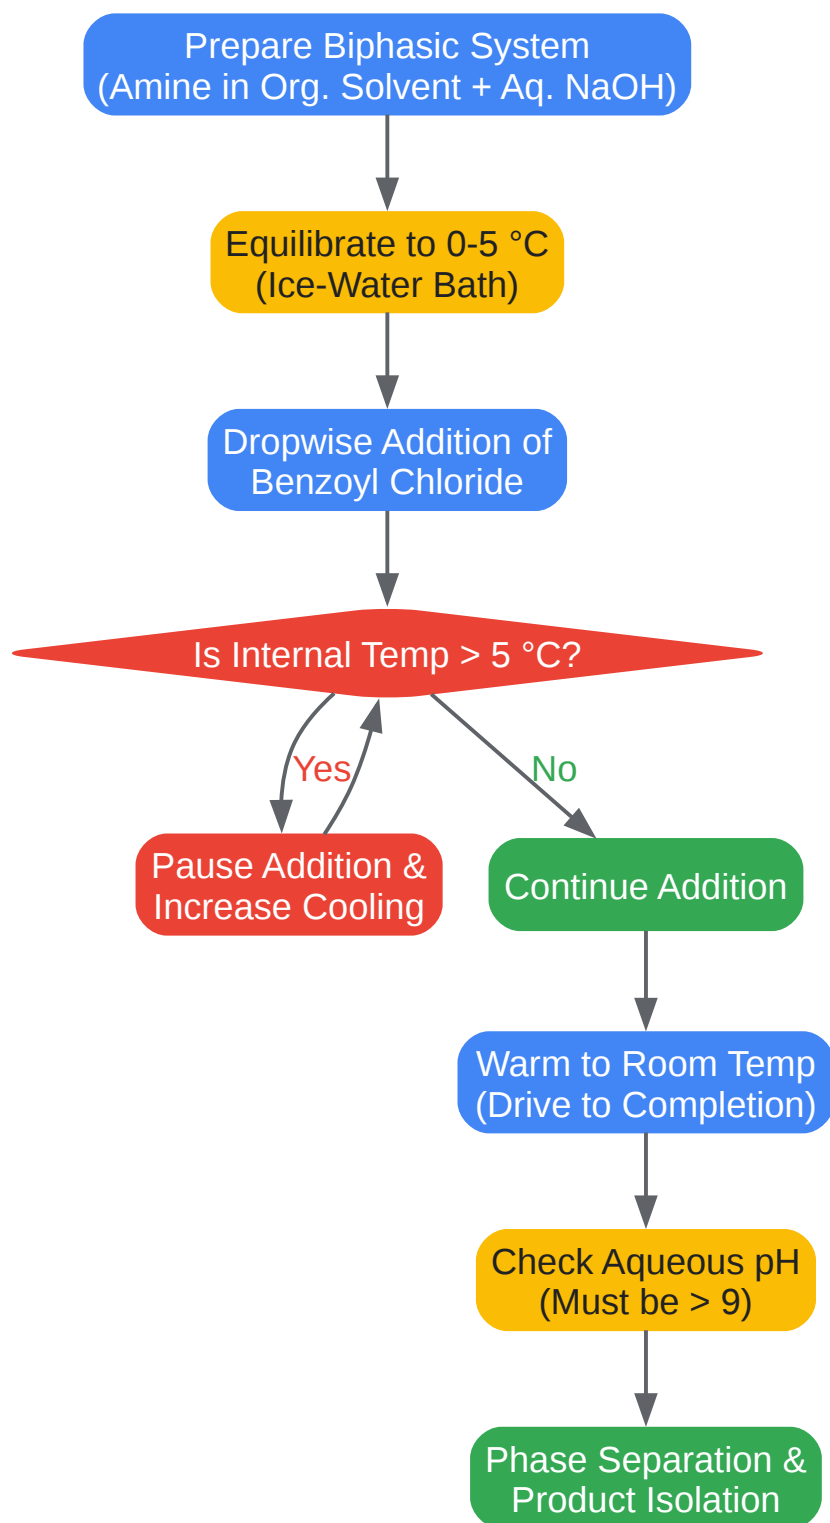 Prepare Biphasic System
(Amine in Org. Solvent + Aq. NaOH)
Equilibrate to 0-5 °C
(Ice-Water Bath)
Dropwise Addition of
Benzoyl Chloride
Is Internal Temp > 5 °C?
Yes
No
Pause Addition &
Increase Cooling
Continue Addition
Warm to Room Temp
(Drive to Completion)
Check Aqueous pH
(Must be > 9)
Phase Separation &
Product Isolation